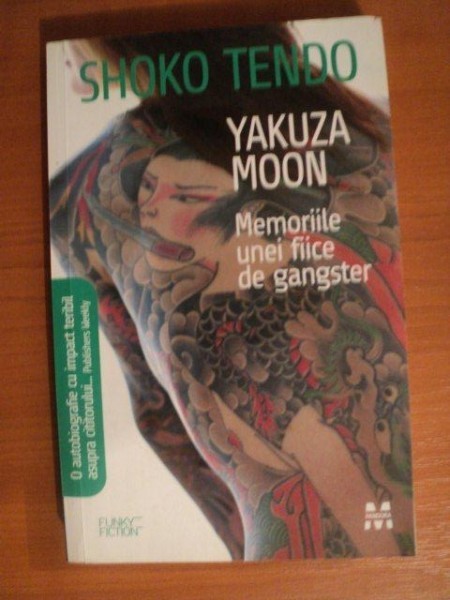 SHOKO TENDO
YAKUZA
MOON
Memoriile
unei fiice
de gangster
O autobiografie cu impact teribil
asupra cititorului... Publishers Weekly
FUNKY
FICTION
PANDORA
M